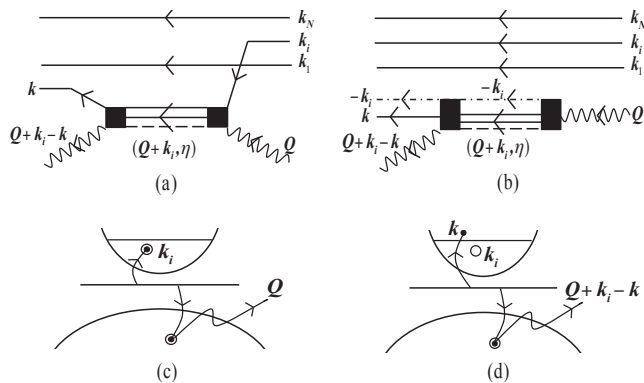 k_N
k_i
k_1
k
Q+k_i-k
(Q+k_i,η)
Q
(a)
k_N
k_i
k_1
-k_i
-k_i
k
Q+k_i-k
(Q+k_i,η)
Q
(b)
k_i
Q
(c)
k
k_i
Q+k_i-k
(d)